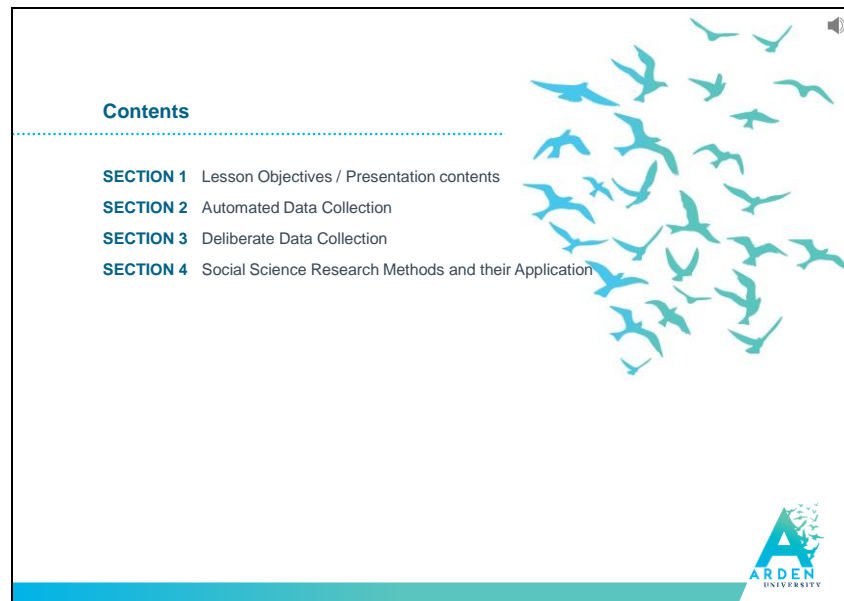 Contents
SECTION 1 Lesson Objectives / Presentation contents
SECTION 2 Automated Data Collection
SECTION 3 Deliberate Data Collection
SECTION 4 Social Science Research Methods and their Application
ARDEN
UNIVERSITY